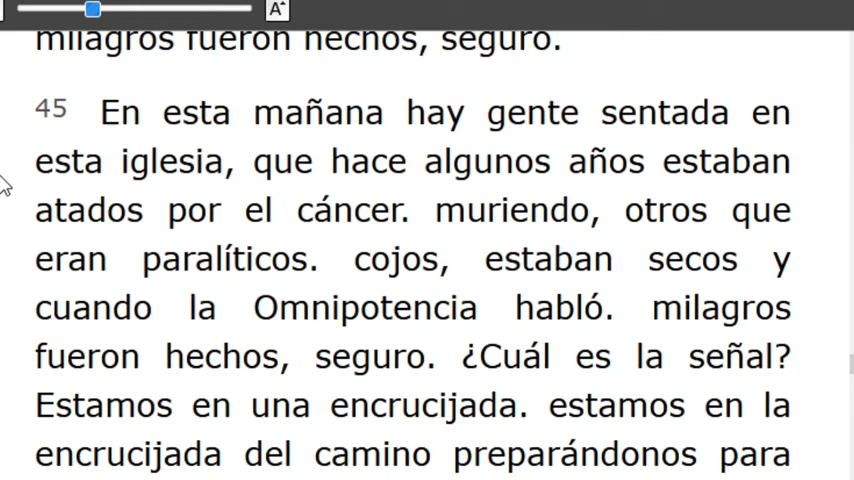 A
milagros fueron hechos, seguro.
45 En esta mañana hay gente sentada en
esta iglesia, que hace algunos años estaban
atados por el cáncer. muriendo, otros que
eran paralíticos. cojos, estaban secos y
cuando la Omnipotencia habló. milagros
fueron hechos, seguro. ¿Cuál es la señal?
Estamos en una encrucijada. estamos en la
encrucijada del camino preparándonos para